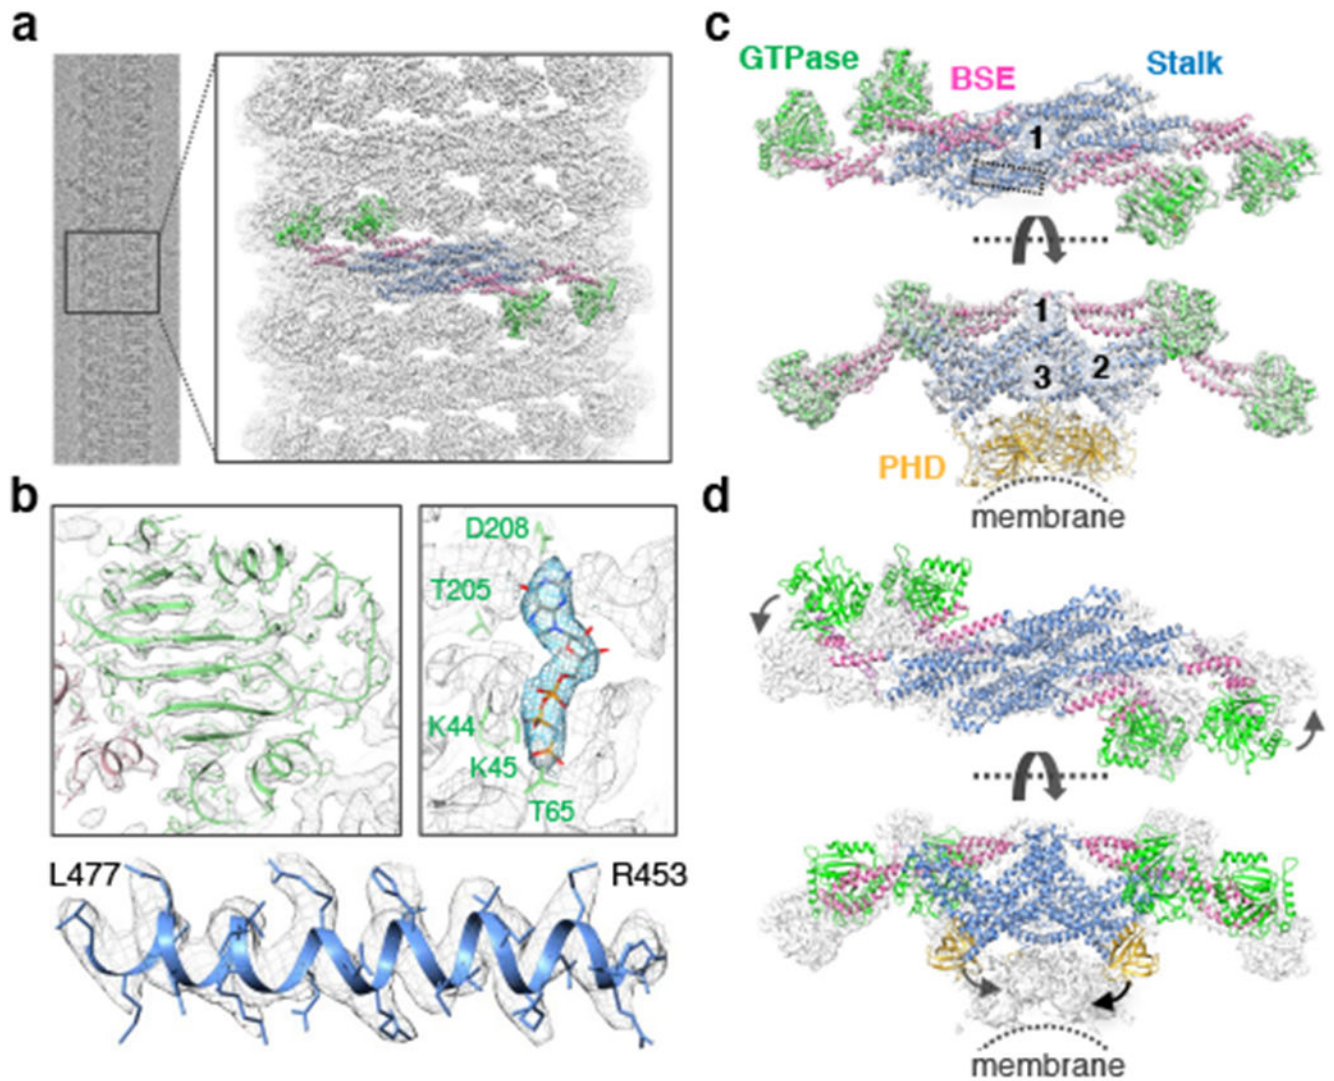 a
c
GTPase
BSE
Stalk
1
1
3
2
PHD
membrane
b
D208
T205
K44
K45
T65
L477
R453
d
membrane